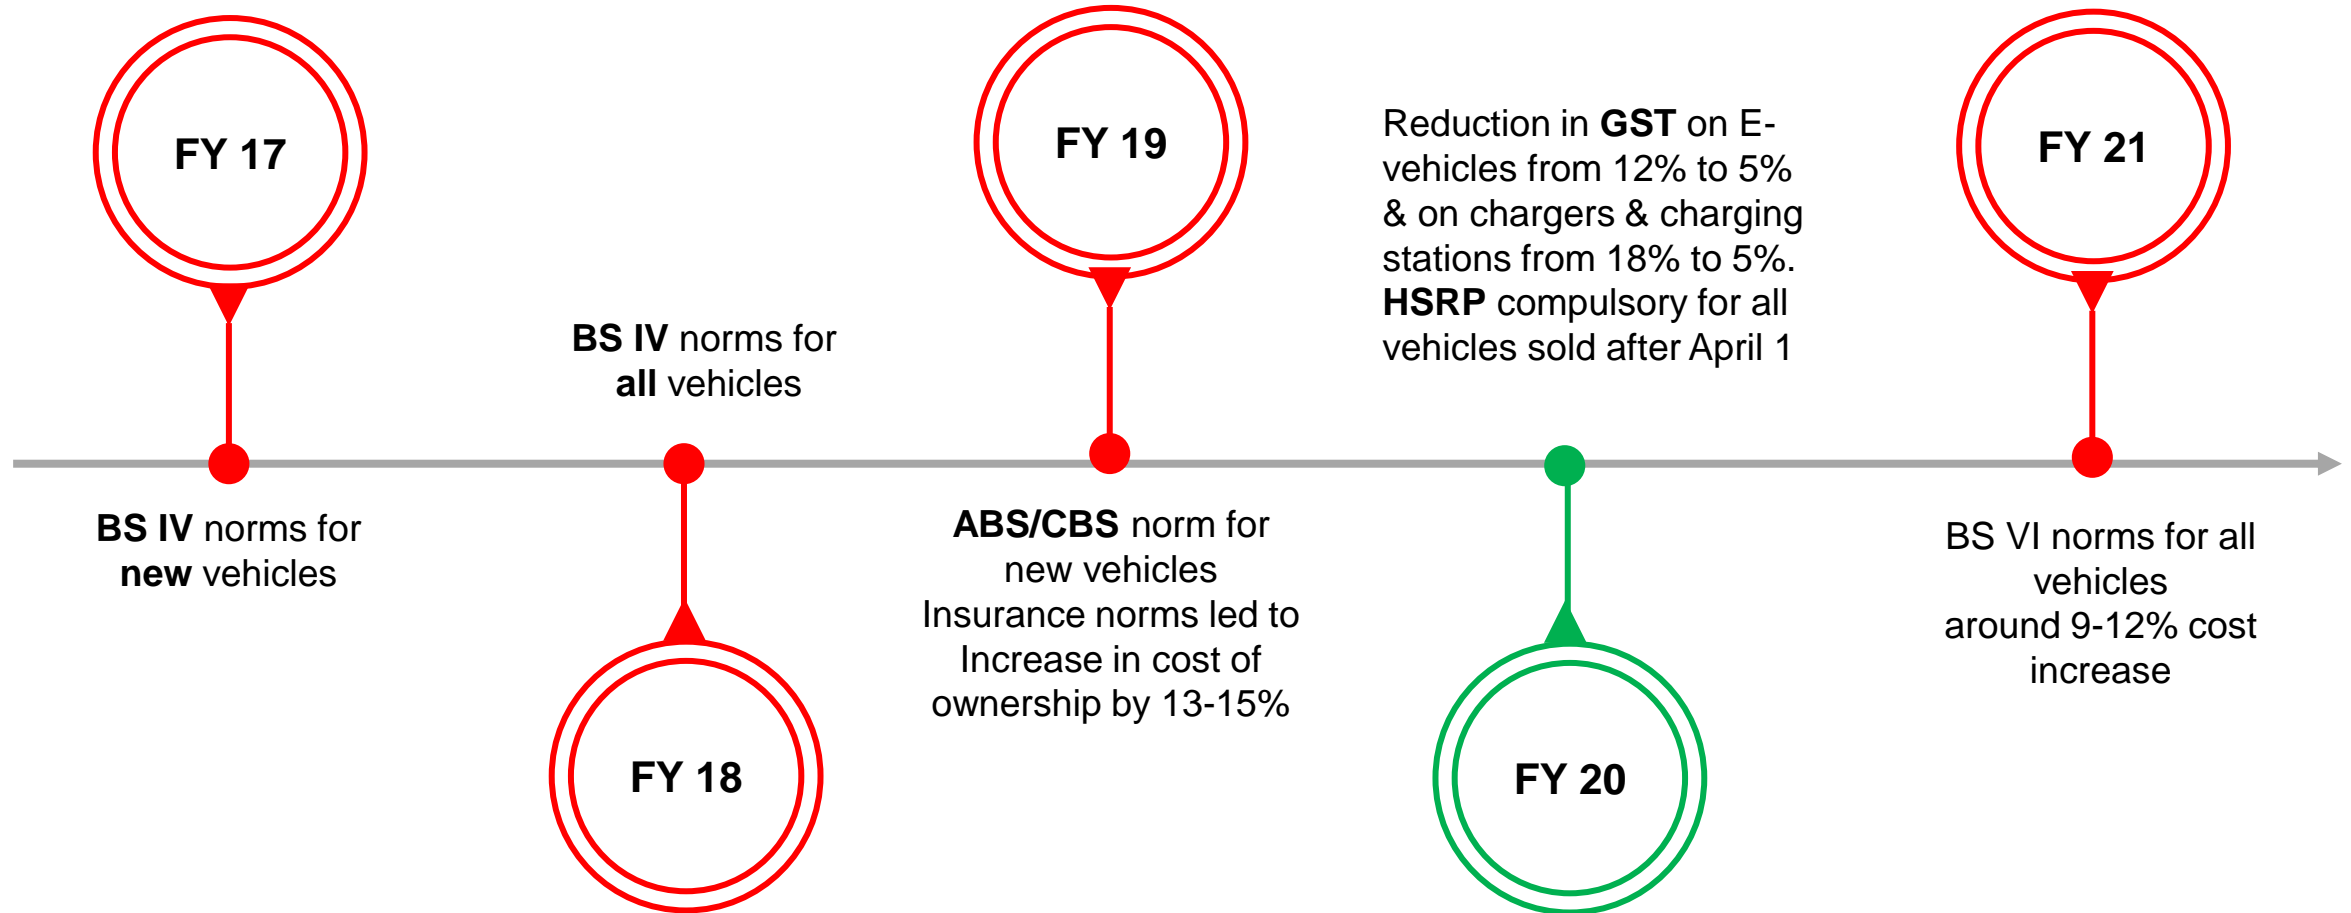 FY 17
BS IV norms for
new vehicles
BS IV norms for
all vehicles
FY 18
FY 19
ABS/CBS norm for
new vehicles
Insurance norms led to
Increase in cost of
ownership by 13-15%
Reduction in GST on E-
vehicles from 12% to 5%
& on chargers & charging
stations from 18% to 5%.
HSRP compulsory for all
vehicles sold after April 1
FY 20
FY 21
BS VI norms for all
vehicles
around 9-12% cost
increase